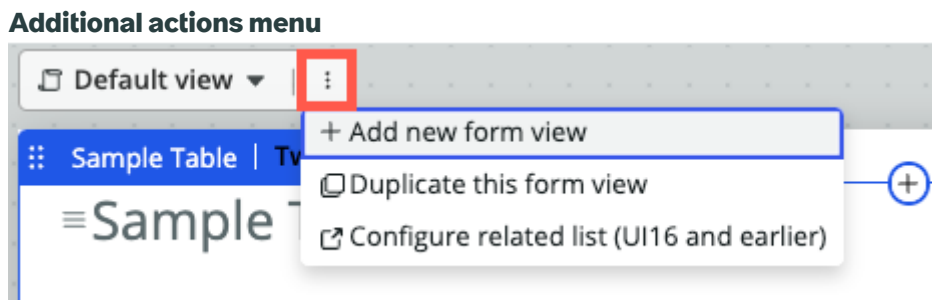 Additional actions menu
Default view
+ Add new form view
Sample Table | Tw
Duplicate this form view
Sample T
Configure related list (UI16 and earlier)